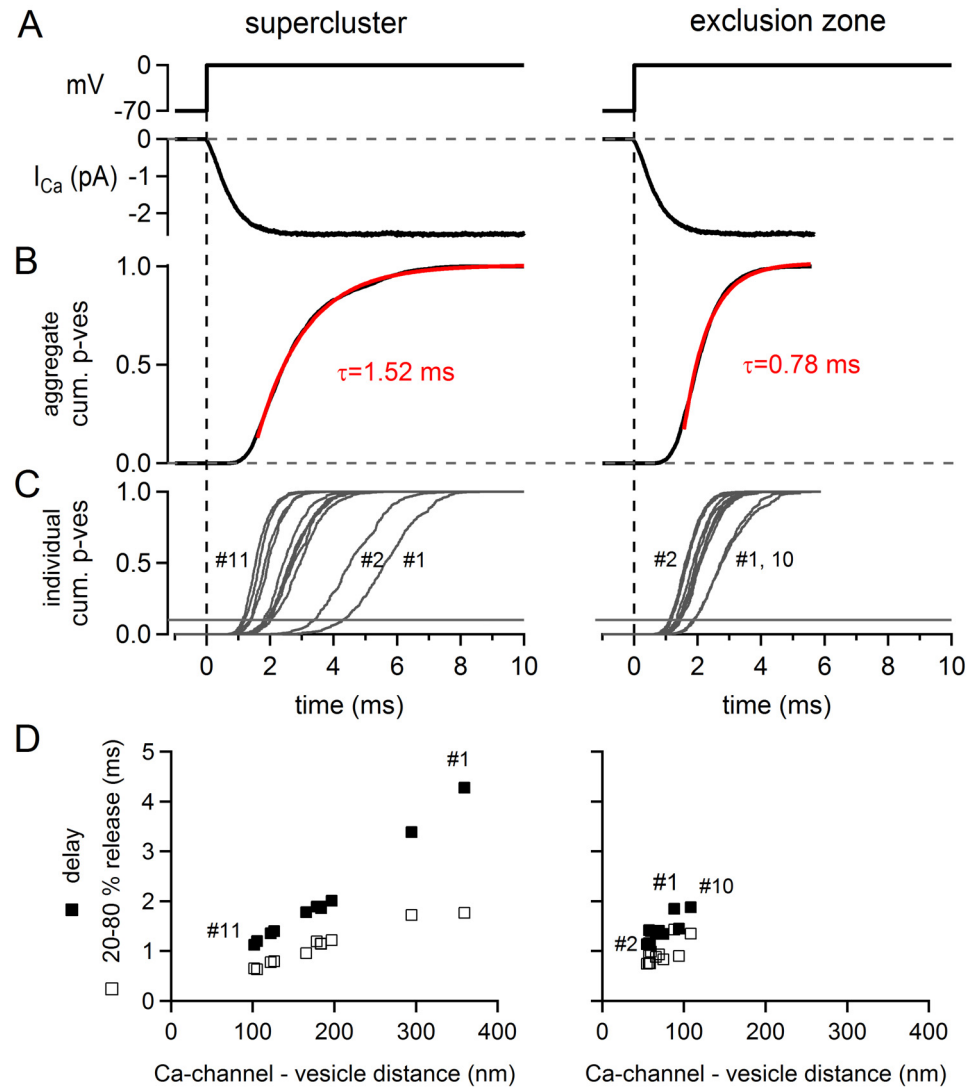 A
supercluster
exclusion zone
mV
0
-70
0
-1
-2
I_Ca (pA)
B
aggregate
cum. p-ves
1.0
0.5
0.0
τ=1.52 ms
τ=0.78 ms
C
individual
cum. p-ves
1.0
0.5
0.0
#11
#2
#1
#2
#1, 10
0 2 4 6 8 10
0 2 4 6 8 10
time (ms)
time (ms)
D
delay
20-80 % release (ms)
5
4
3
2
1
0
#1
#11
#1
#10
#2
0 100 200 300 400
0 100 200 300 400
Ca-channel - vesicle distance (nm)
Ca-channel - vesicle distance (nm)